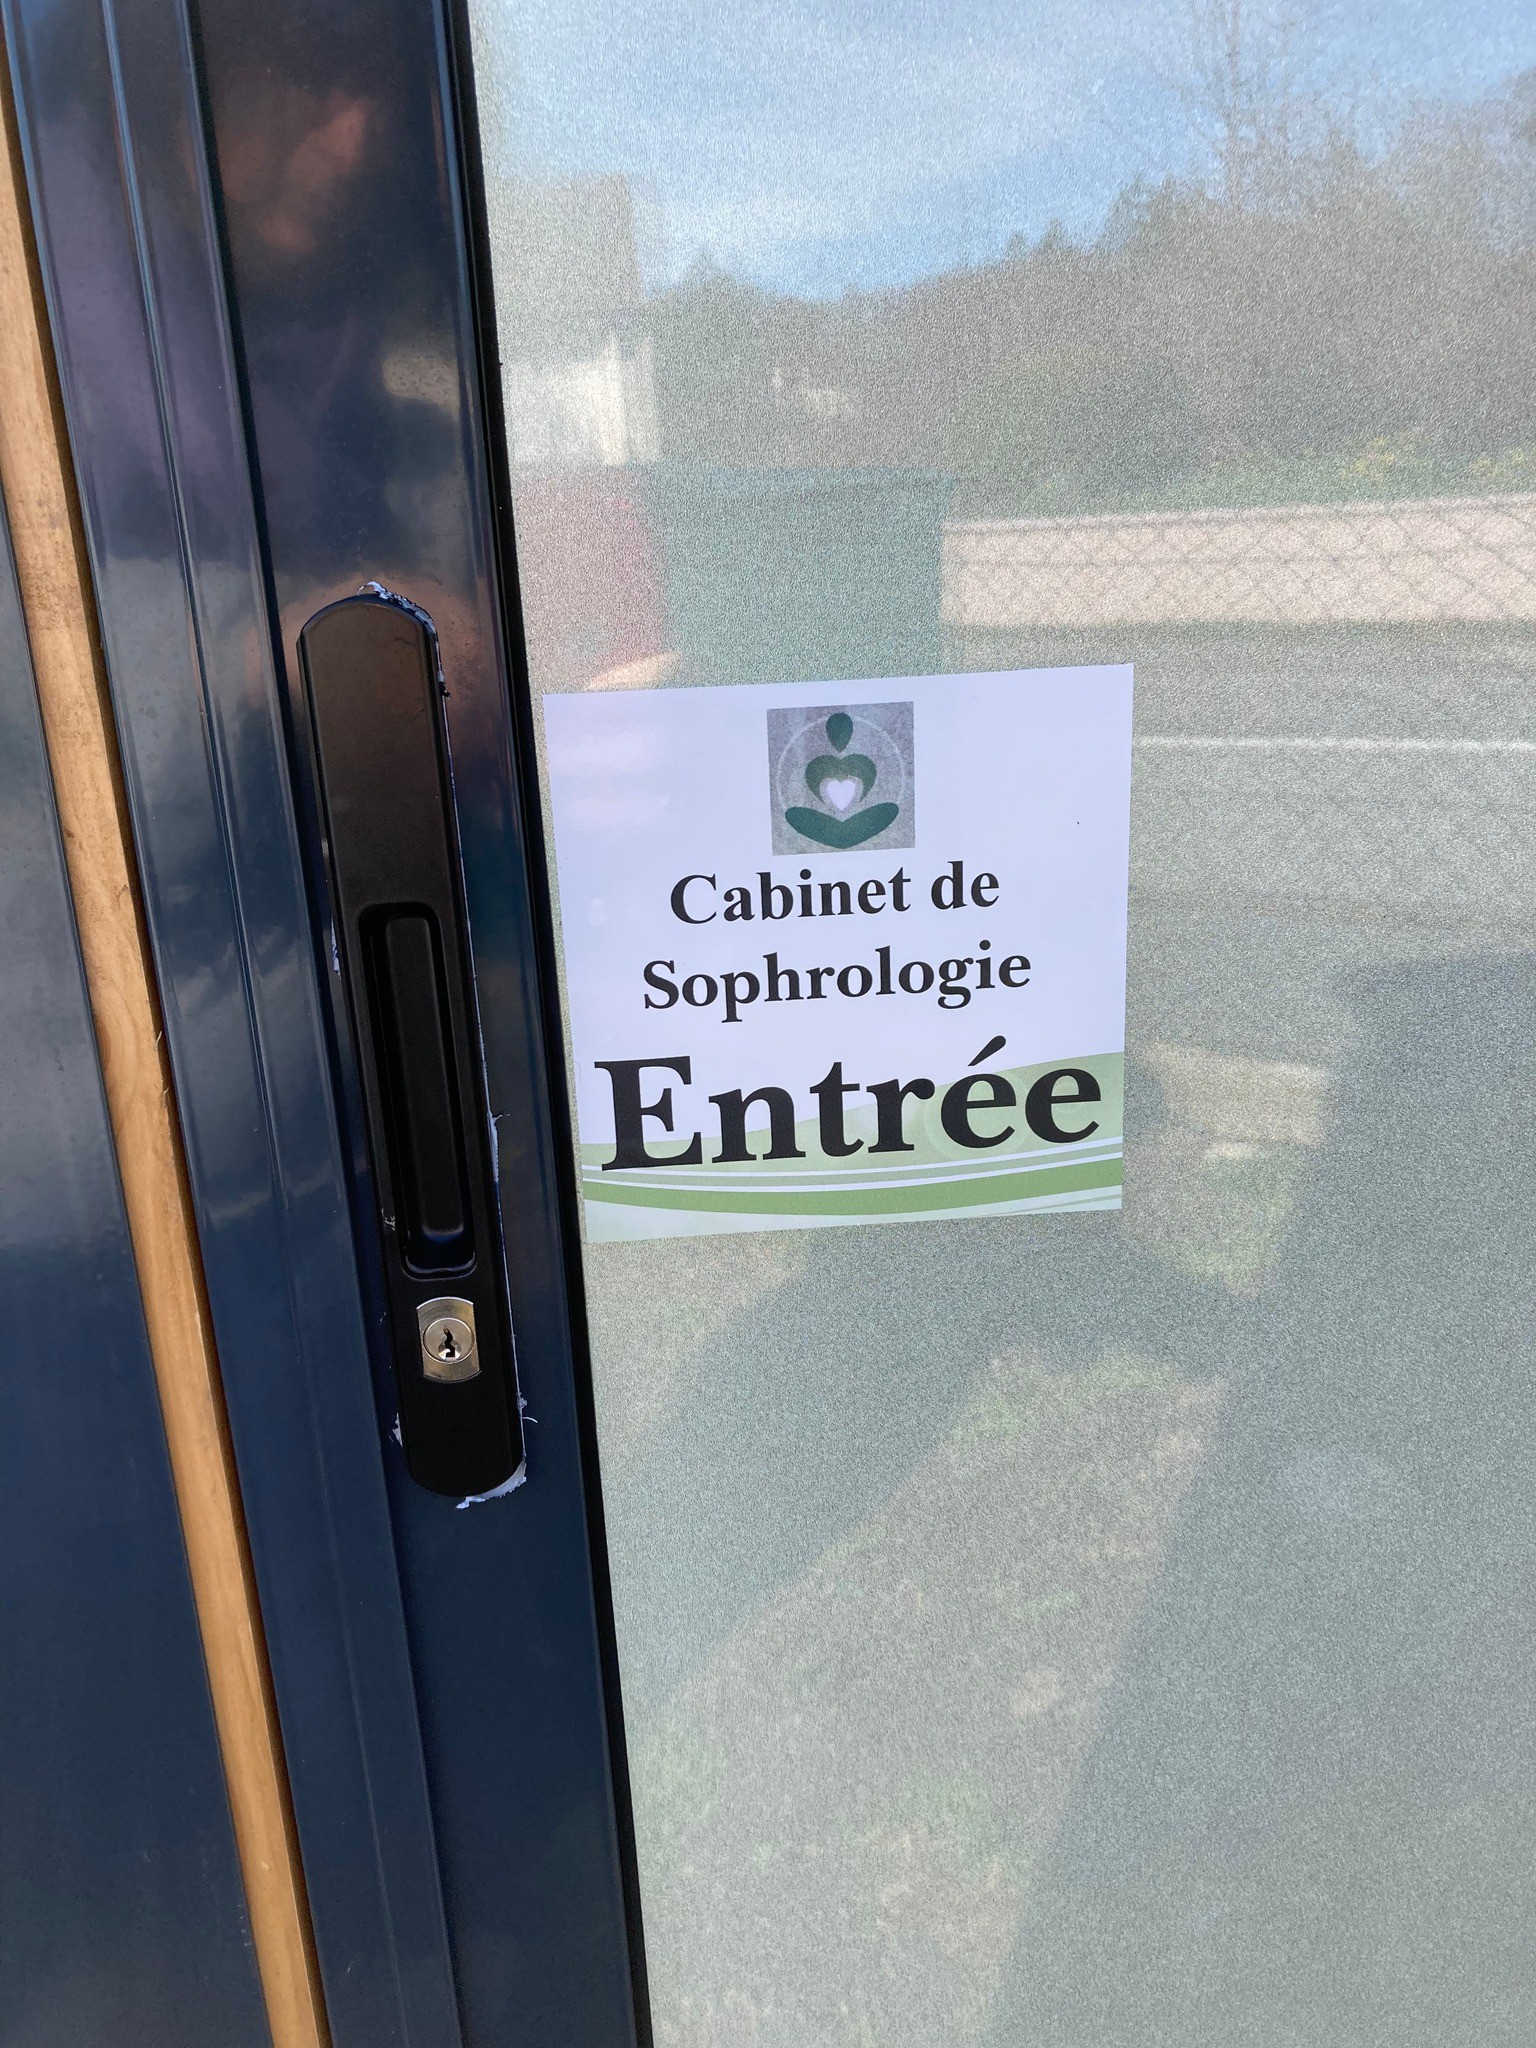 Cabinet de
Sophrologie
Entrée